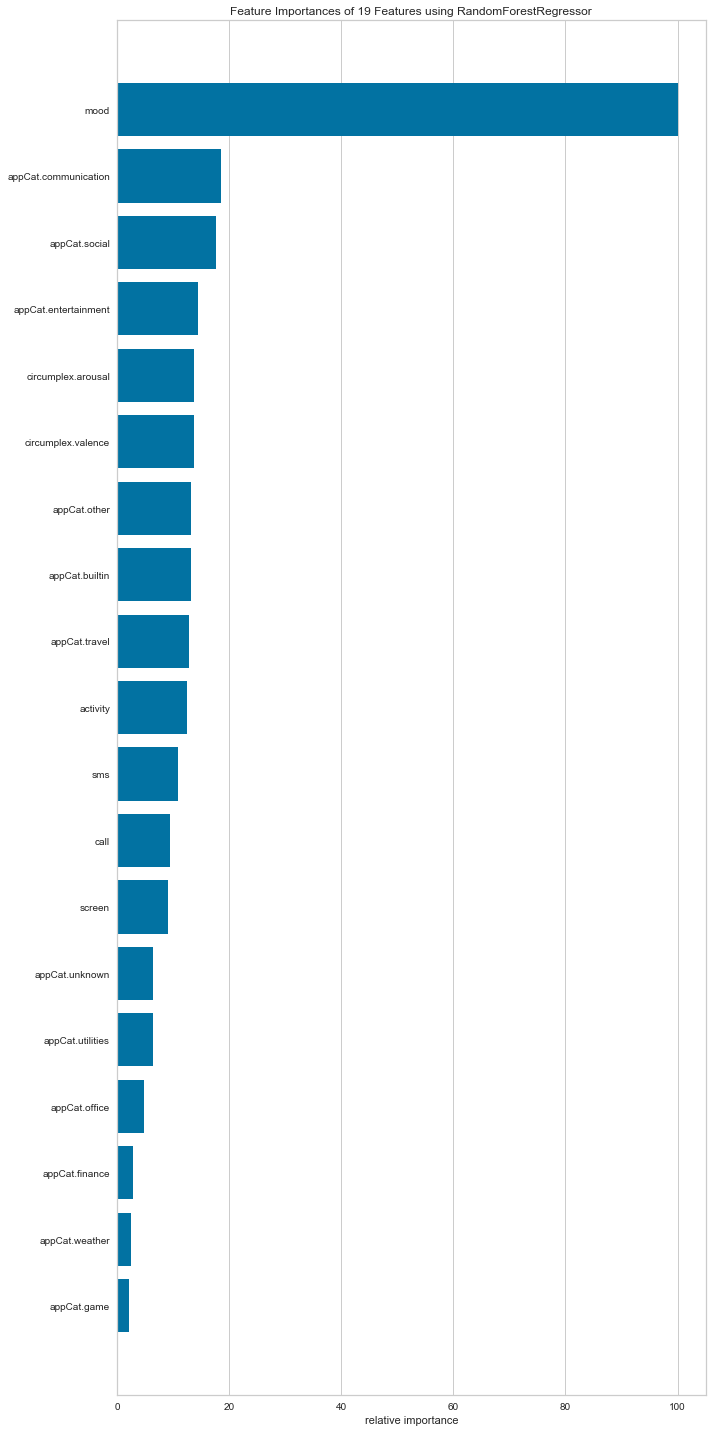 Feature Importances of 19 Features using RandomForestRegressor
mood
appCat.communication
appCat.social
appCat.entertainment
circumplex.arousal
circumplex.valence
appCat.other
appCat.builtin
appCat.travel
activity
sms
call
screen
appCat.unknown
appCat.utilities
appCat.office
appCat.finance
appCat.weather
appCat.game
0 20 40 60 80 100
relative importance